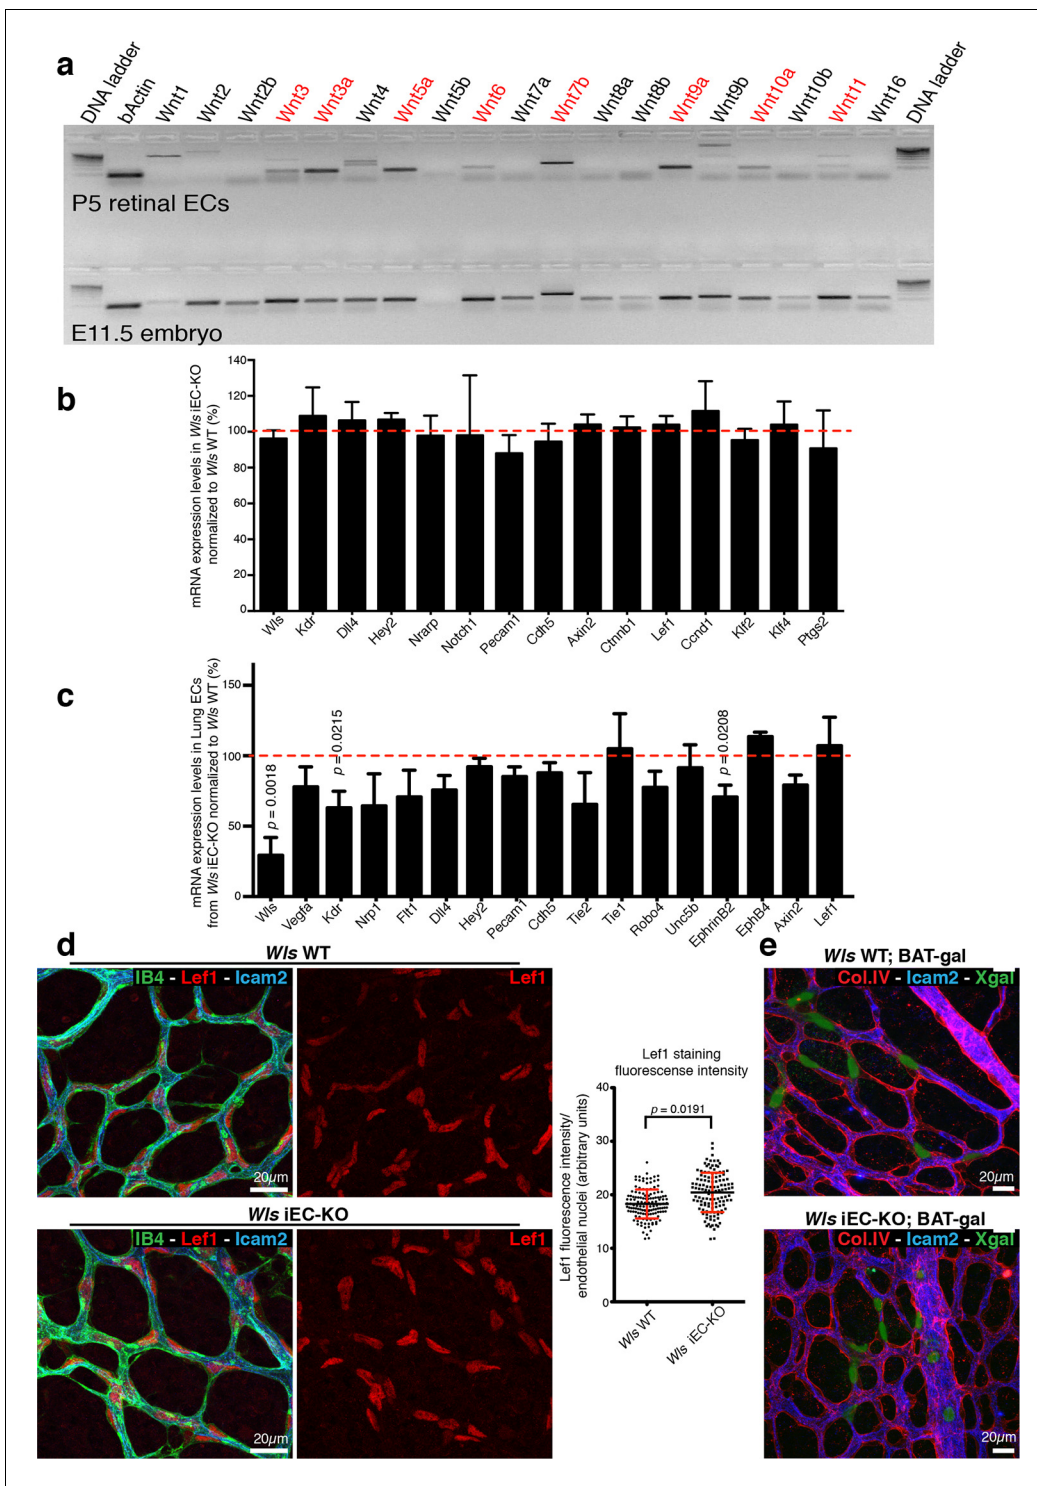 a
DNA ladder
bActin
Wnt1
Wnt2
Wnt2b
Wnt3
Wnt3a
Wnt4
Wnt5a
Wnt5b
Wnt6
Wnt7a
Wnt7b
Wnt8a
Wnt8b
Wnt9a
Wnt9b
Wnt10a
Wnt10b
Wnt11
Wnt16
DNA ladder
P5 retinal ECs
E11.5 embryo
b
mRNA expression levels in Wls iEC-KO
normalized to Wls WT (%)
140
120
100
80
60
40
20
0
Wls
Kdr
Dll4
Hey2
Nrarp
Notch1
Pecam1
Cdh5
Axin2
Ctnnb1
Lef1
Ccnd1
Klf2
Klf4
Ptgs2
c
mRNA expression levels in Lung ECs
from Wls iEC-KO normalized to Wls WT (%)
150
100
50
0
p = 0.0018
p = 0.0215
p = 0.0208
Wls
Vegfa
Kdr
Nrp1
Flt1
Dll4
Hey2
Pecam1
Cdh5
Tie2
Tie1
Robo4
Unc5b
EphrinB2
EphB4
Axin2
Lef1
d
Wls WT
IB4 - Lef1 - Icam2
Lef1
20µm
Wls iEC-KO
IB4 - Lef1 - Icam2
Lef1
20µm
Lef1 staining
fluorescense intensity
Lef1 fluorescence intensity/
endothelial nuclei (arbitrary units)
40
30
20
10
0
p = 0.0191
Wls WT
Wls iEC-KO
e
Wls WT; BAT-gal
Col.IV - Icam2 - Xgal
20µm
Wls iEC-KO; BAT-gal
Col.IV - Icam2 - Xgal
20µm